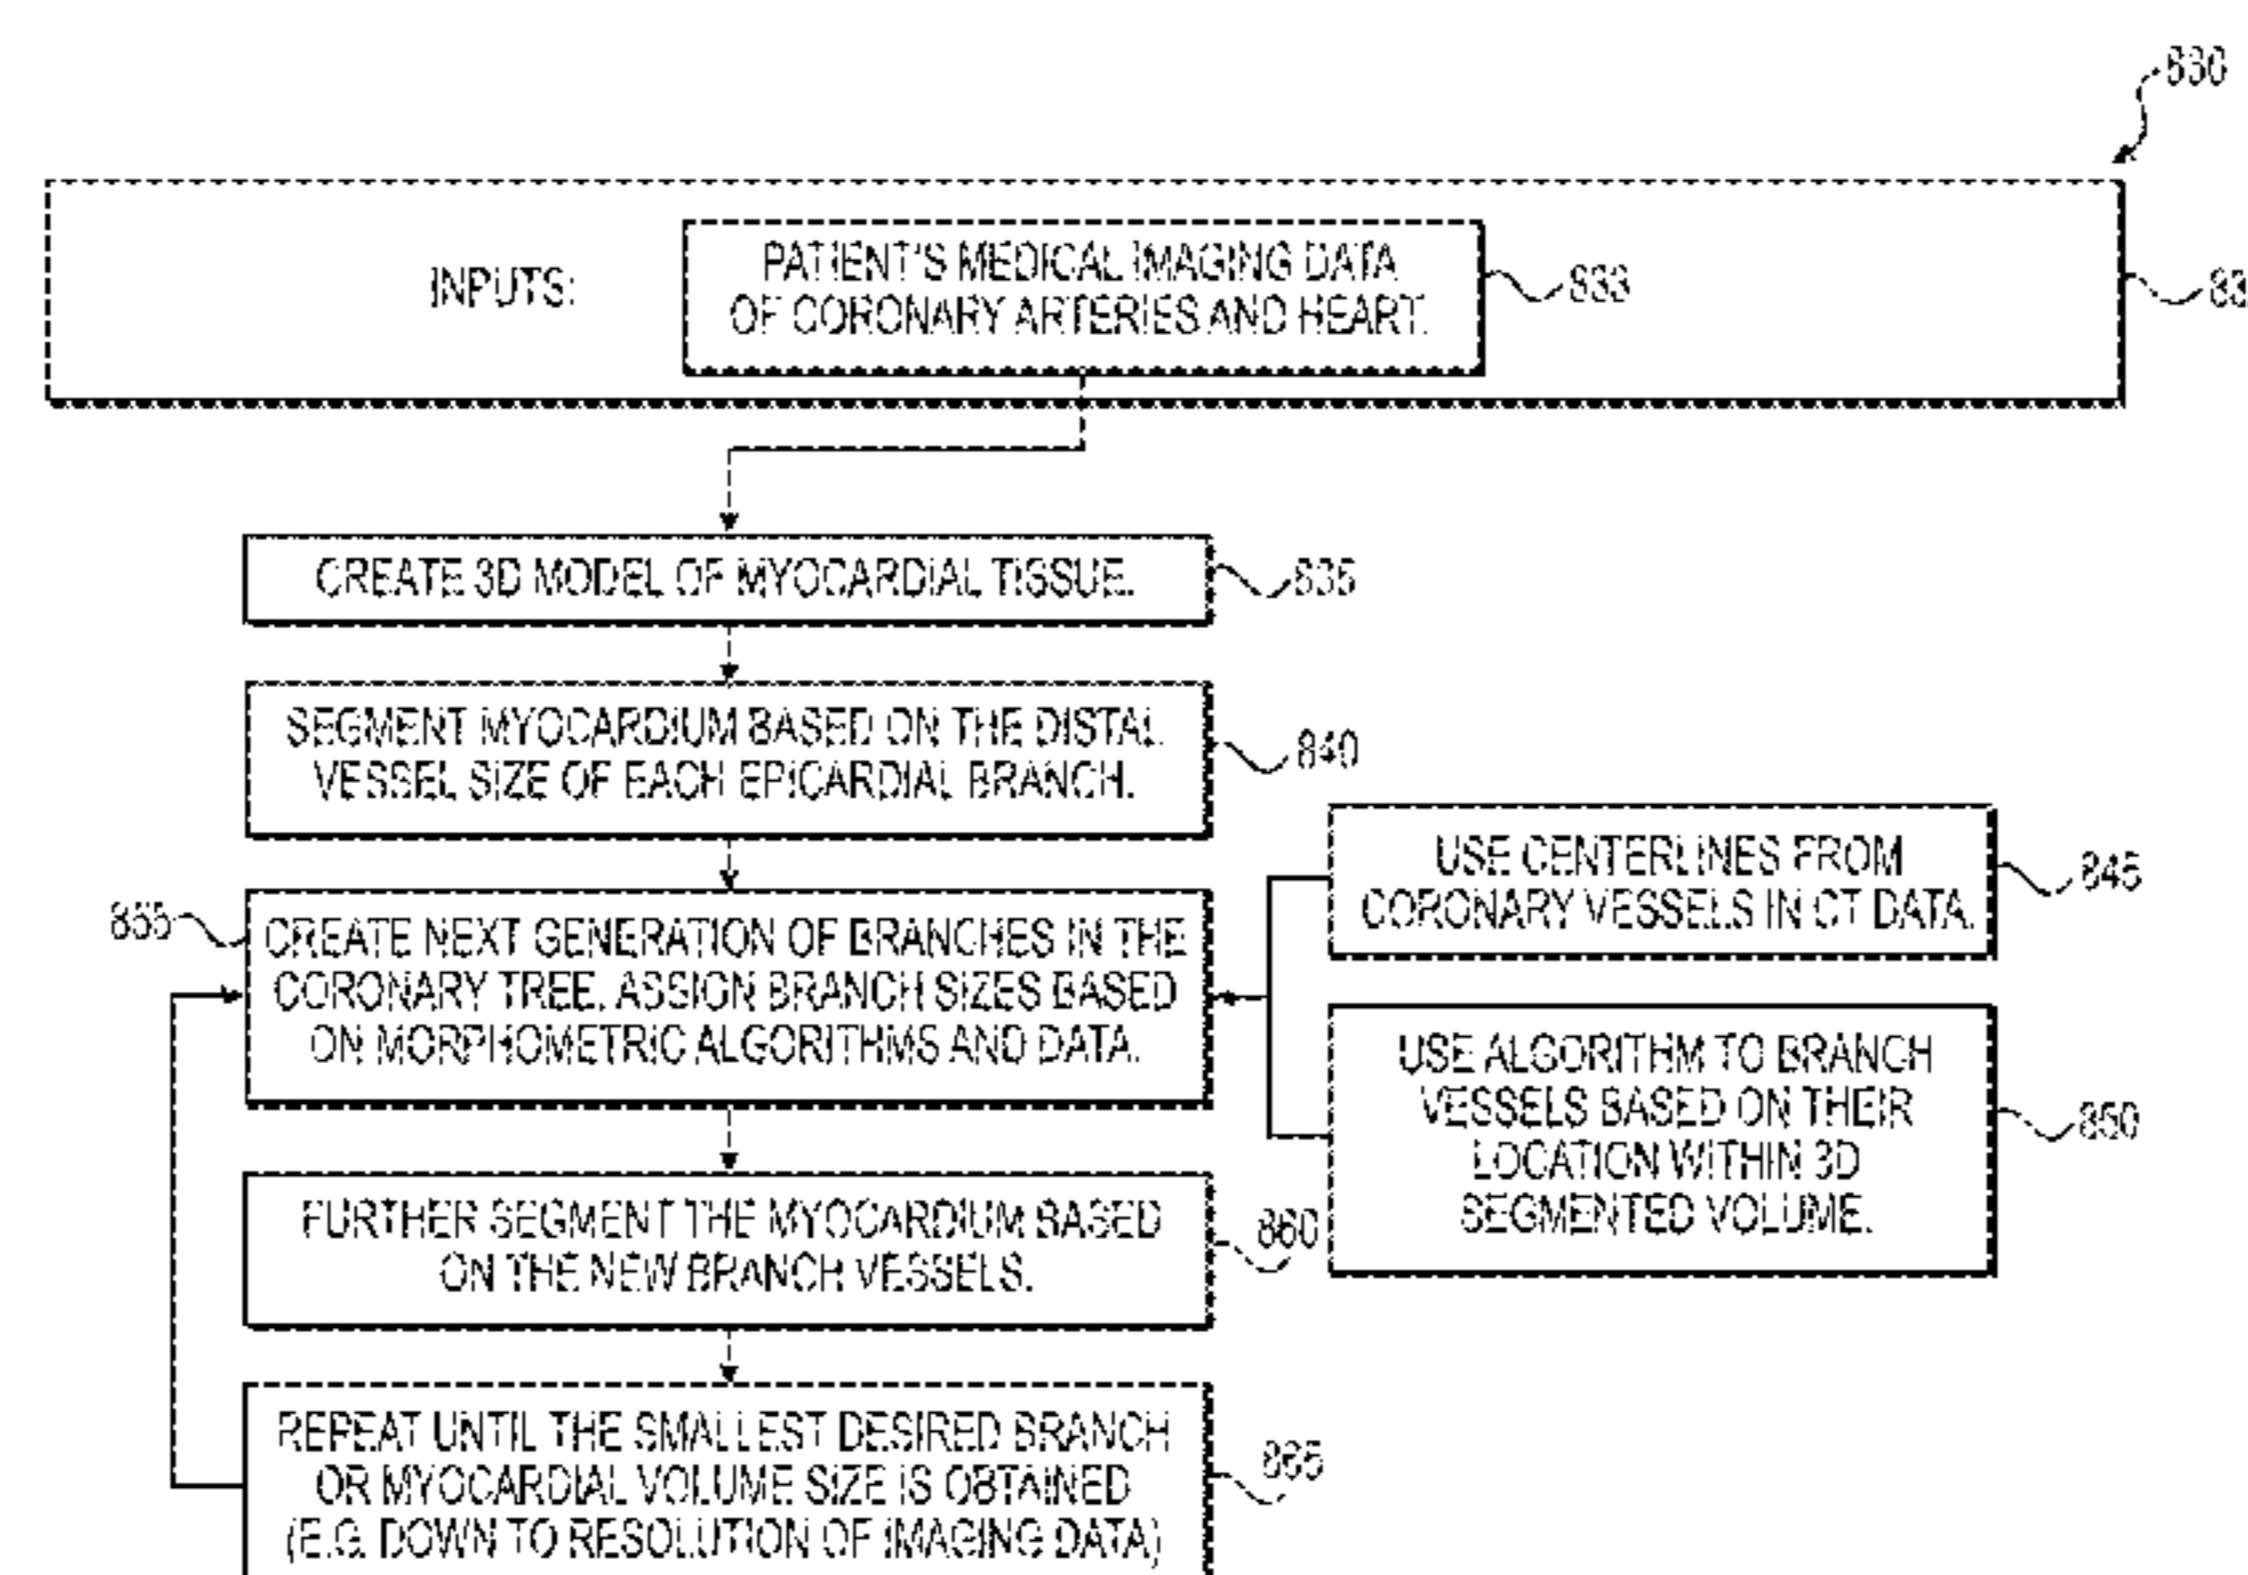 830
INPUTS:
PATIENT'S MEDICAL IMAGING DATA
OF CORONARY ARTERIES AND HEART.
833
83
CREATE 3D MODEL OF MYOCARDIAL TISSUE.
835
SEGMENT MYOCARDIUM BASED ON THE DISTAL
VESSEL SIZE OF EACH EPICARDIAL BRANCH.
840
USE CENTERLINES FROM
CORONARY VESSELS IN CT DATA.
845
855
CREATE NEXT GENERATION OF BRANCHES IN THE
CORONARY TREE. ASSIGN BRANCH SIZES BASED
ON MORPHOMETRIC ALGORITHMS AND DATA.
USE ALGORITHM TO BRANCH
VESSELS BASED ON THEIR
LOCATION WITHIN 3D
SEGMENTED VOLUME.
850
FURTHER SEGMENT THE MYOCARDIUM BASED
ON THE NEW BRANCH VESSELS.
860
REPEAT UNTIL THE SMALLEST DESIRED BRANCH
OR MYOCARDIAL VOLUME SIZE IS OBTAINED
(E.G. DOWN TO RESOLUTION OF IMAGING DATA)
865